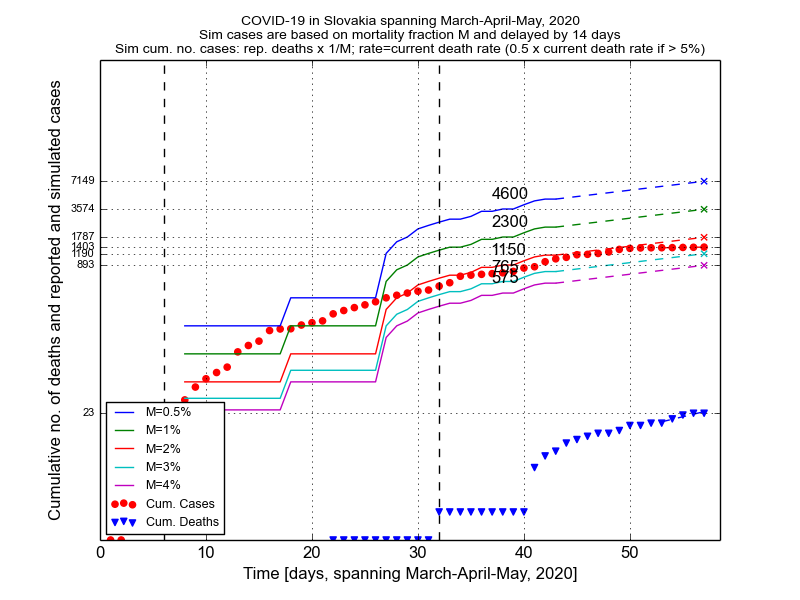 COVID-19 in Slovakia spanning March-April-May, 2020
Sim cases are based on mortality fraction M and delayed by 14 days
Sim cum. no. cases: rep. deaths x 1/M; rate=current death rate (0.5 x current death rate if > 5%)
Cumulative no. of deaths and reported and simulated cases
7149
3574
1787
1403
1190
893
23
4600
2300
1150
765
575
M=0.5%
M=1%
M=2%
M=3%
M=4%
Cum. Cases
Cum. Deaths
0 10 20 30 40 50
Time [days, spanning March-April-May, 2020]